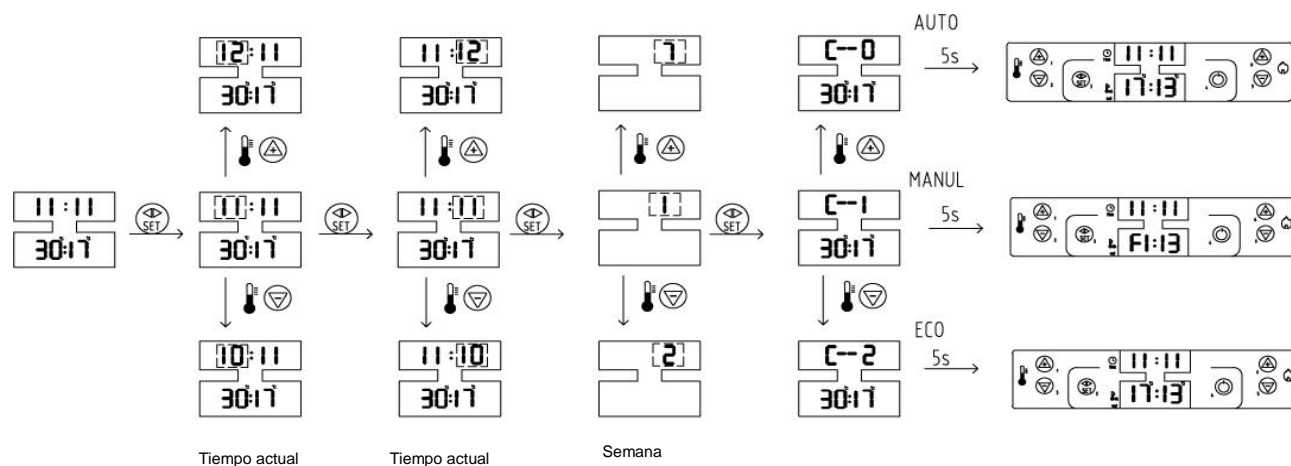 AUTO
12:11
11:12
7
C--0
5s
11:11
30:17
30:17
30:17
17:13
SET
MANUL
11:11
11:11
11:11
1
C--1
5s
11:11
SET
SET
SET
SET
SET
30:17
30:17
30:17
30:17
F1:13
ECO
10:11
11:10
2
C--2
5s
11:11
SET
30:17
30:17
30:17
17:13
Tiempo actual
Tiempo actual
Semana